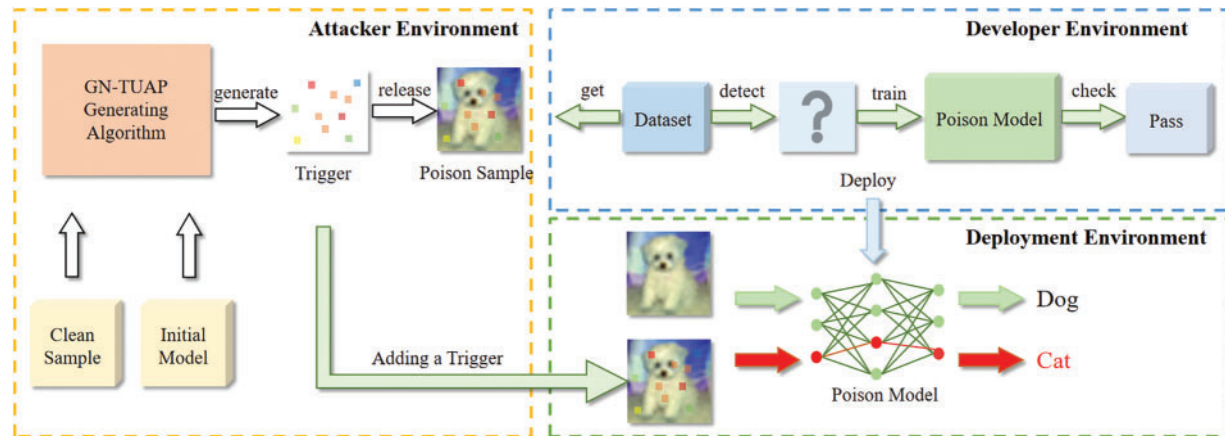 Attacker Environment
GN-TUAP
Generating
Algorithm
generate
release
Trigger
Poison Sample
Clean
Sample
Initial
Model
Adding a Trigger
Developer Environment
get
Dataset
detect
?
train
Poison Model
check
Pass
Deploy
Deployment Environment
Dog
Cat
Poison Model